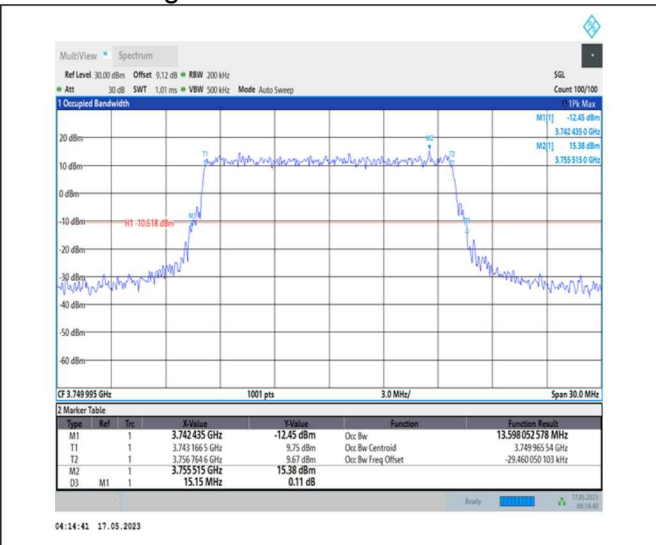 MultiView Spectrum
Ref Level 30.00 dBm Offset 9.12 dB RBW 200 kHz SGL
Att 30 dB SWT 1.01 ms VBW 500 kHz Mode Auto Sweep Count 100/100
1 Occupied Bandwidth 1Pk Max
M1[1] -12.45 dBm
3.742 435 0 GHz
M2[1] 15.38 dBm
3.755 515 0 GHz
20 dBm
M2
T1 T2
10 dBm
0 dBm
M1
-10 dBm
H1 -10.618 dBm
-20 dBm
-30 dBm
-40 dBm
-50 dBm
-60 dBm
CF 3.749 995 GHz 1001 pts 3.0 MHz/ Span 30.0 MHz
2 Marker Table
Type Ref Trc X-Value Y-Value Function Function Result
M1 1 3.742 435 GHz -12.45 dBm Occ Bw 13.598 052 578 MHz
T1 1 3.743 166 5 GHz 9.75 dBm Occ Bw Centroid 3.749 965 54 GHz
T2 1 3.756 764 6 GHz 9.67 dBm Occ Bw Freq Offset -29.460 050 103 kHz
M2 1 3.755 515 GHz 15.38 dBm
D3 M1 1 15.15 MHz 0.11 dB
Ready 17.05.2023
04:14:40
04:14:41 17.05.2023